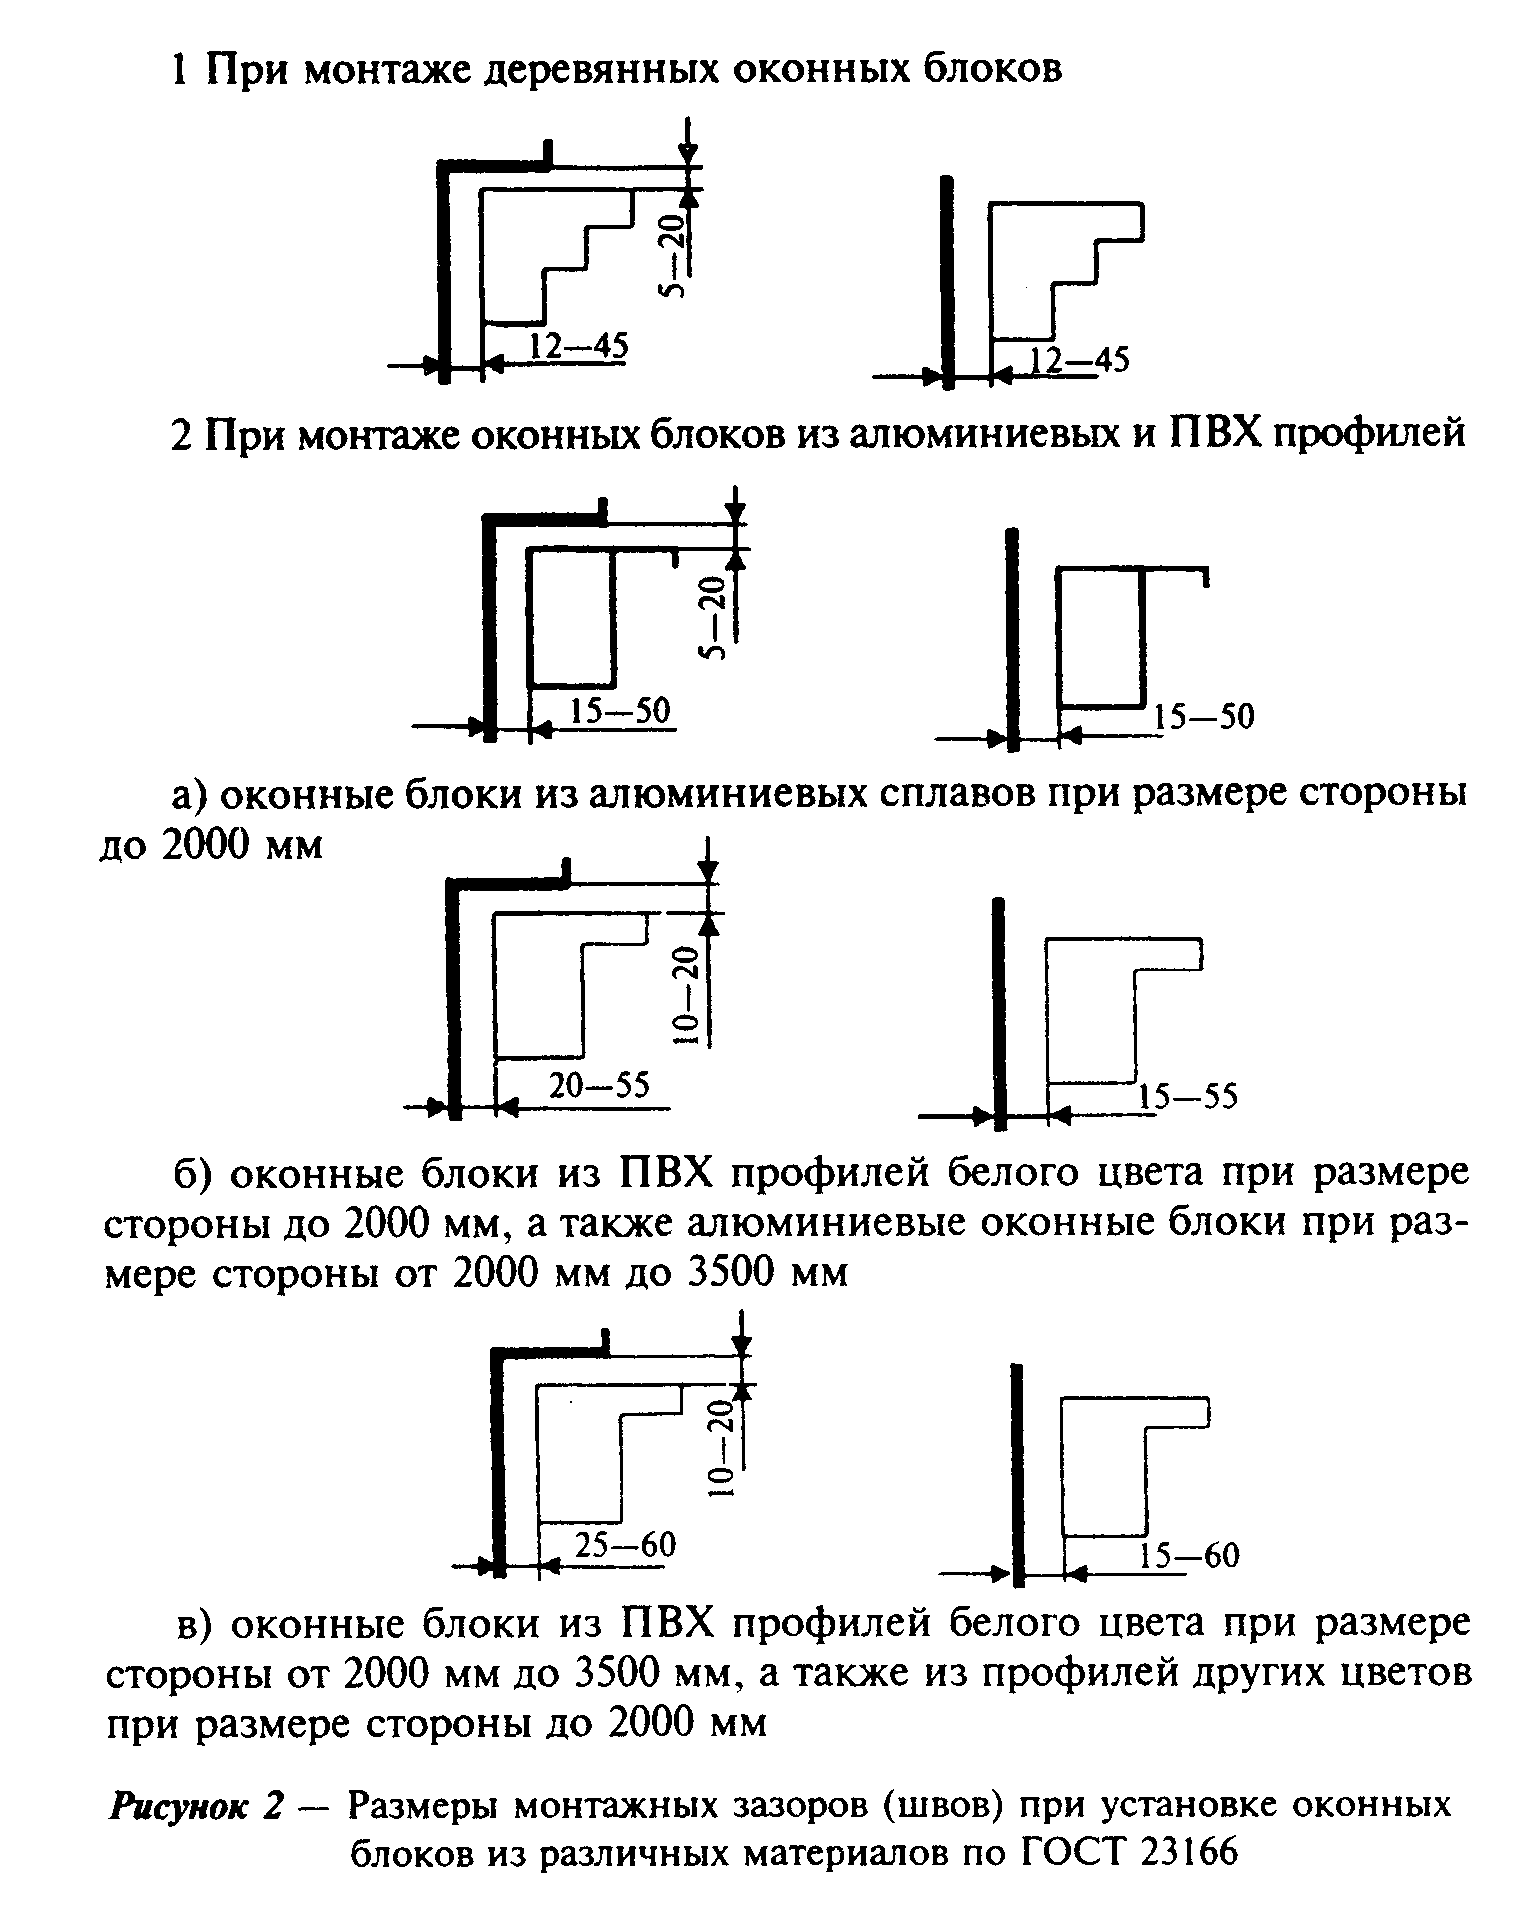 1 При монтаже деревянных оконных блоков
5—20
12—45
12—45
2 При монтаже оконных блоков из алюминиевых и ПВХ профилей
5—20
15—50
15—50
а) оконные блоки из алюминиевых сплавов при размере стороны
до 2000 мм
10—20
20—55
15—55
б) оконные блоки из ПВХ профилей белого цвета при размере
стороны до 2000 мм, а также алюминиевые оконные блоки при раз-
мере стороны от 2000 мм до 3500 мм
10—20
25—60
15—60
в) оконные блоки из ПВХ профилей белого цвета при размере
стороны от 2000 мм до 3500 мм, а также из профилей других цветов
при размере стороны до 2000 мм
Рисунок 2 — Размеры монтажных зазоров (швов) при установке оконных
блоков из различных материалов по ГОСТ 23166